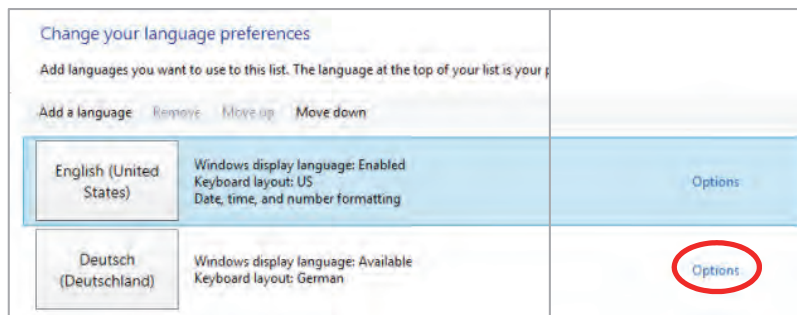 Change your language preferences
Add languages you want to use to this list. The language at the top of your list is your
Add a language Remove Move up Move down
English (United
States)
Windows display language: Enabled
Keyboard layout: US
Date, time, and number formatting
Options
Deutsch
(Deutschland)
Windows display language: Available
Keyboard layout: German
Options